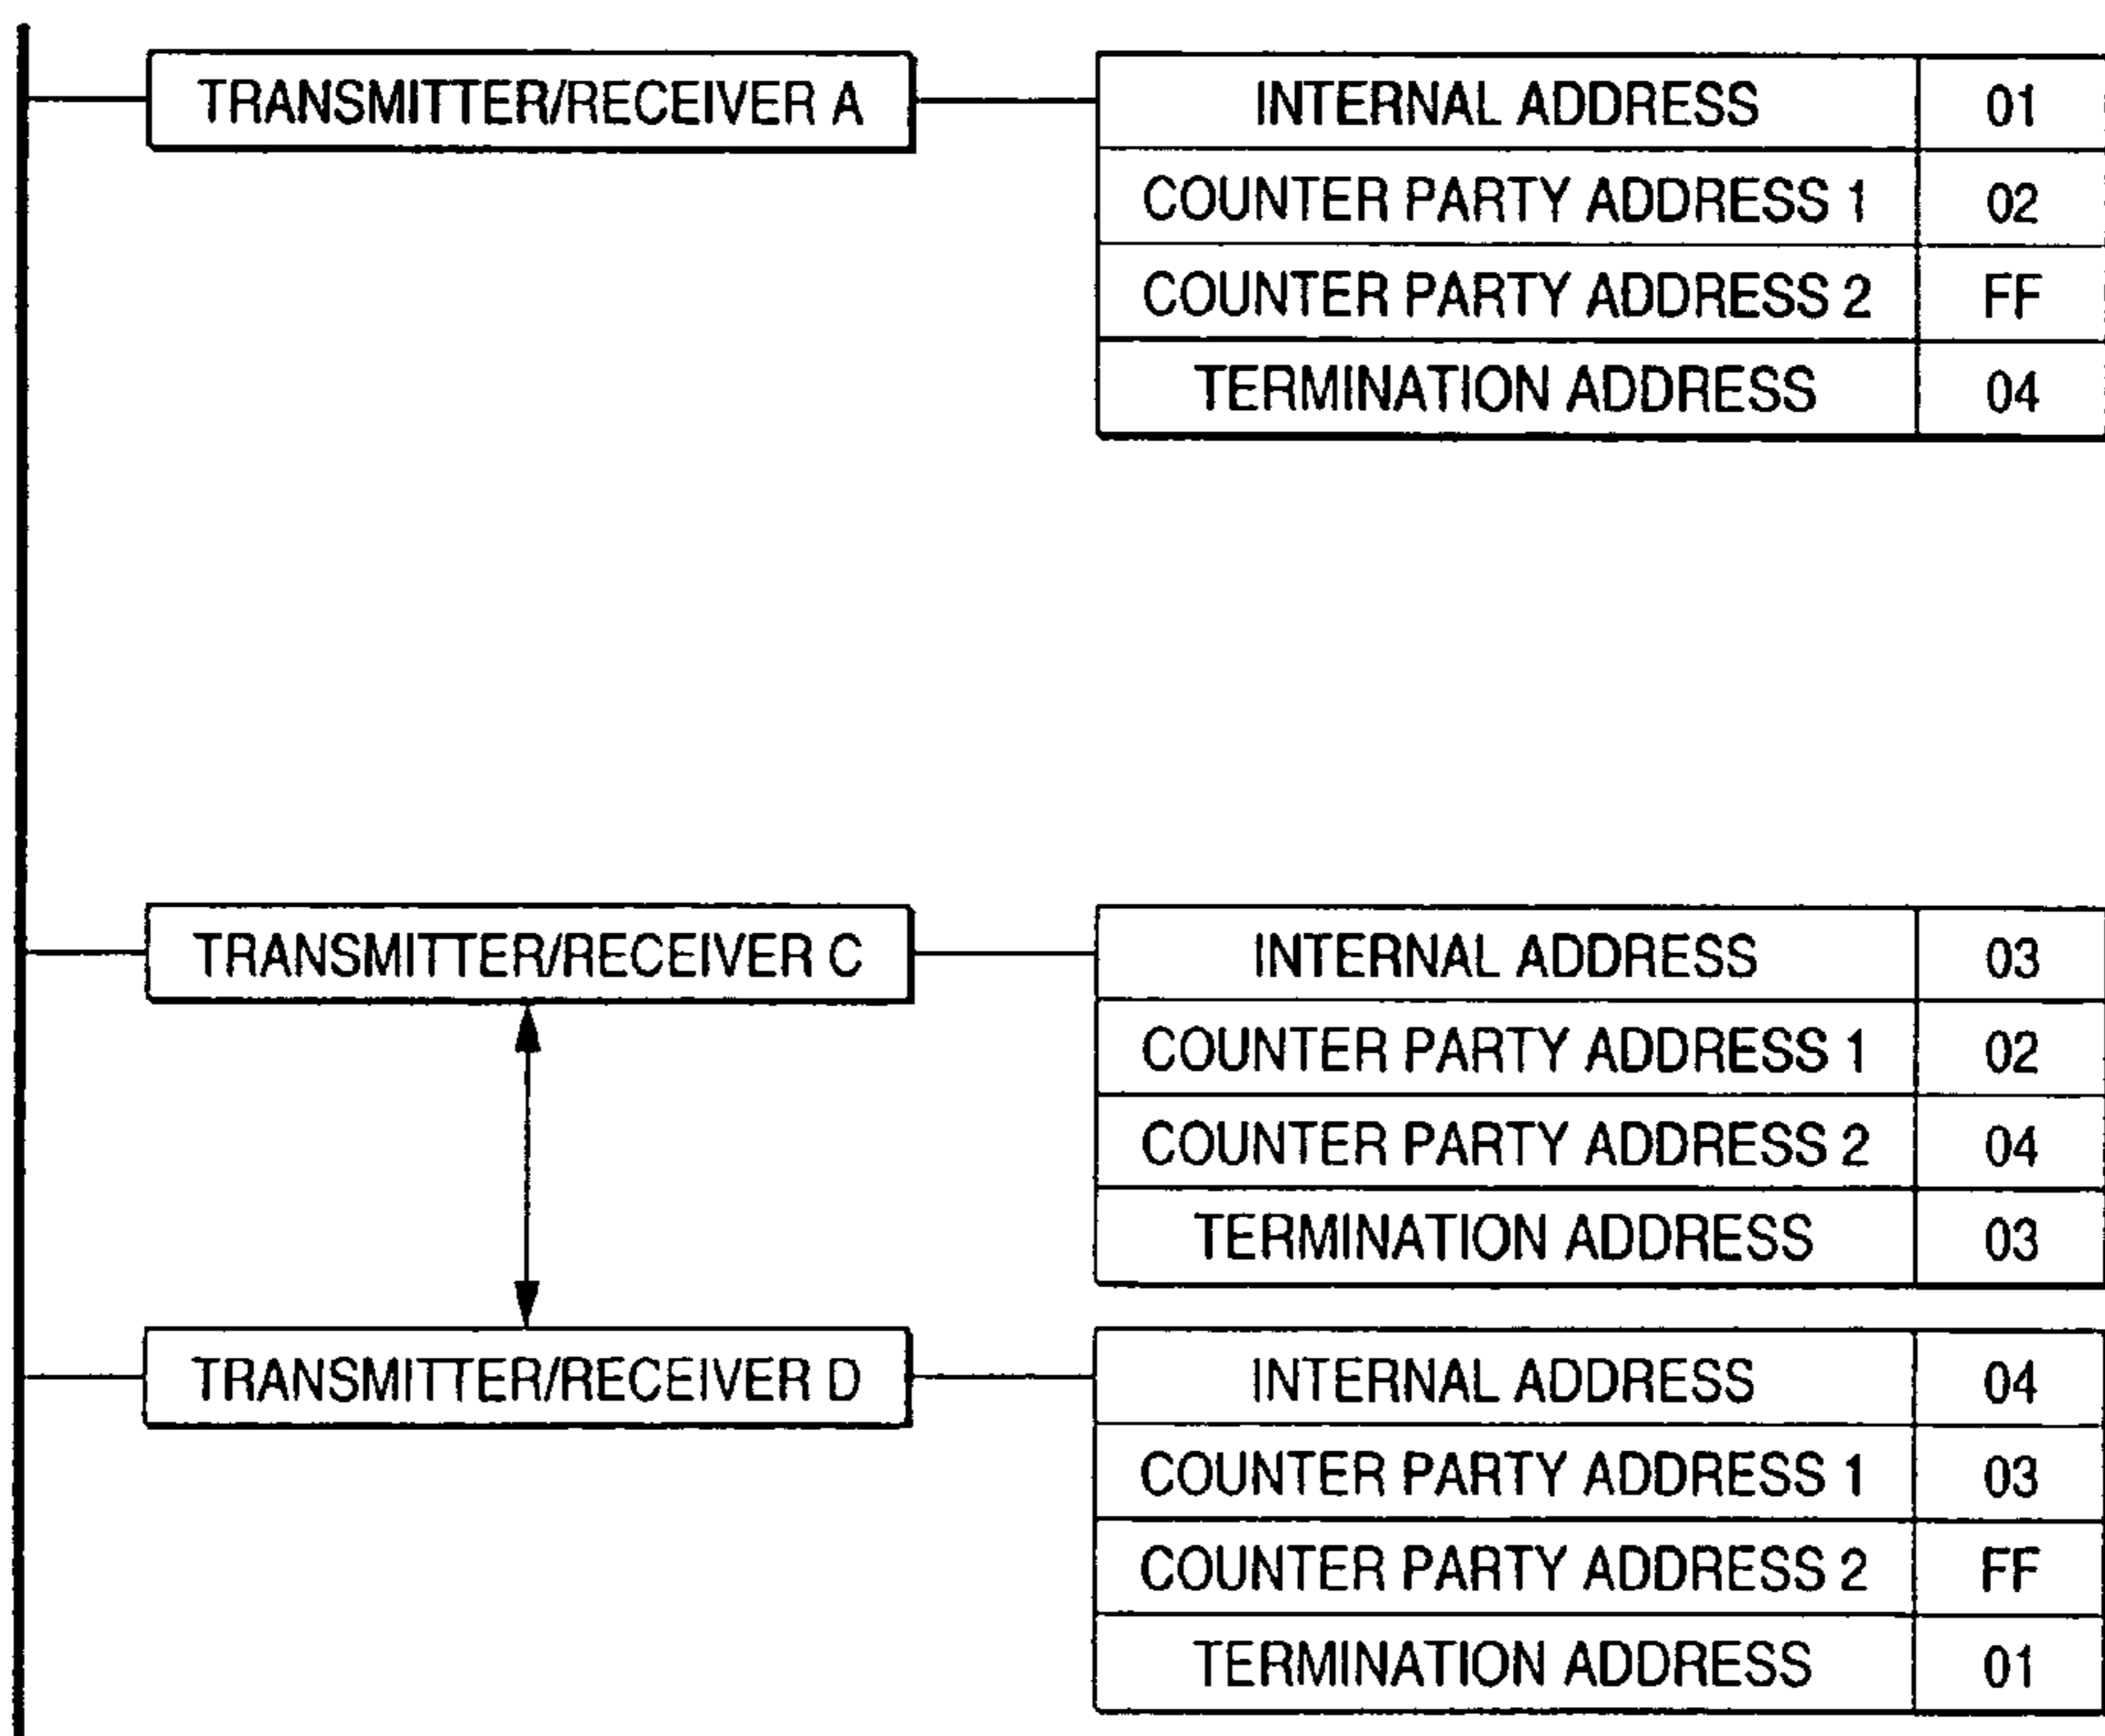 TRANSMITTER/RECEIVER A
INTERNAL ADDRESS 01
COUNTER PARTY ADDRESS 1 02
COUNTER PARTY ADDRESS 2 FF
TERMINATION ADDRESS 04
TRANSMITTER/RECEIVER C
INTERNAL ADDRESS 03
COUNTER PARTY ADDRESS 1 02
COUNTER PARTY ADDRESS 2 04
TERMINATION ADDRESS 03
TRANSMITTER/RECEIVER D
INTERNAL ADDRESS 04
COUNTER PARTY ADDRESS 1 03
COUNTER PARTY ADDRESS 2 FF
TERMINATION ADDRESS 01